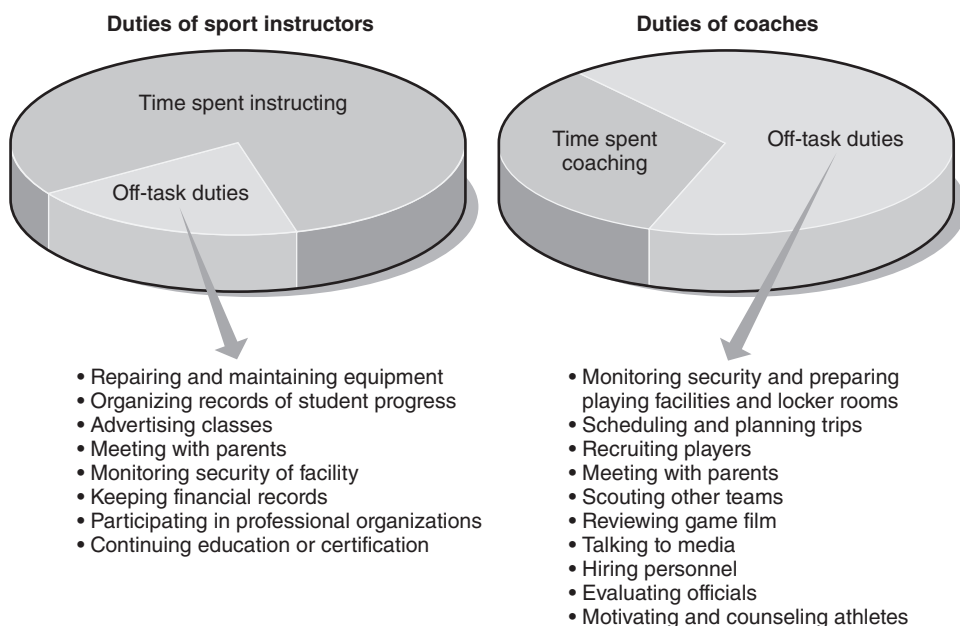 Duties of sport instructors
Time spent instructing
Off-task duties
• Repairing and maintaining equipment
• Organizing records of student progress
• Advertising classes
• Meeting with parents
• Monitoring security of facility
• Keeping financial records
• Participating in professional organizations
• Continuing education or certification
Duties of coaches
Time spent
coaching
Off-task duties
• Monitoring security and preparing
playing facilities and locker rooms
• Scheduling and planning trips
• Recruiting players
• Meeting with parents
• Scouting other teams
• Reviewing game film
• Talking to media
• Hiring personnel
• Evaluating officials
• Motivating and counseling athletes